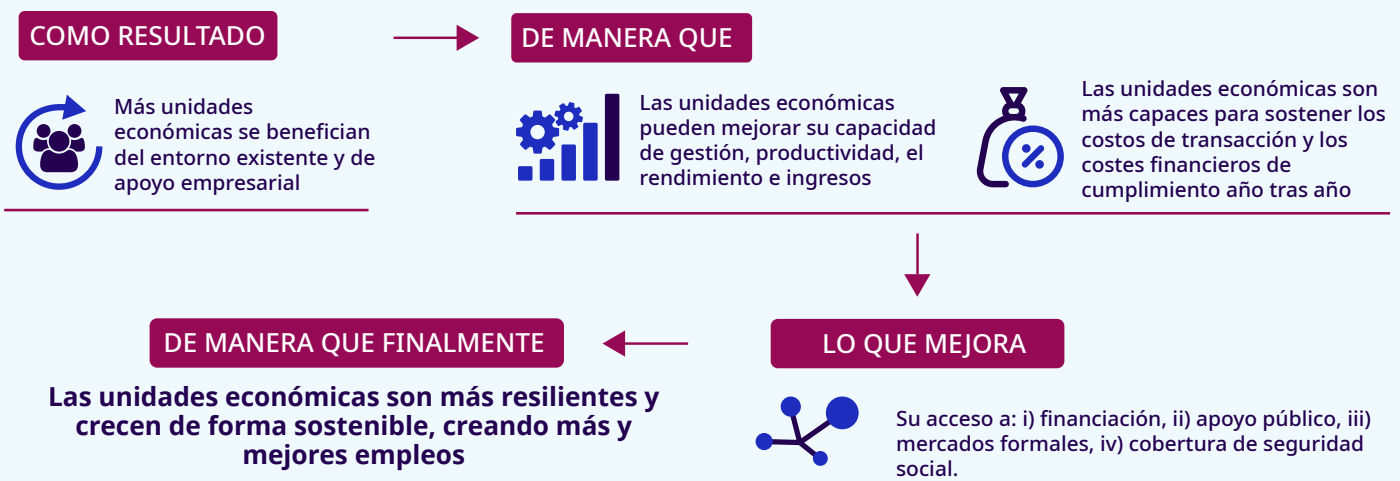 COMO RESULTADO
Más unidades
económicas se benefician
del entorno existente y de
apoyo empresarial
DE MANERA QUE
Las unidades económicas
pueden mejorar su capacidad
de gestión, productividad, el
rendimiento e ingresos
%
Las unidades económicas son
más capaces para sostener los
costos de transacción y los
costes financieros de
cumplimiento año tras año
LO QUE MEJORA
Su acceso a: i) financiación, ii) apoyo público, iii)
mercados formales, iv) cobertura de seguridad
social.
DE MANERA QUE FINALMENTE
Las unidades económicas son más resilientes y
crecen de forma sostenible, creando más y
mejores empleos